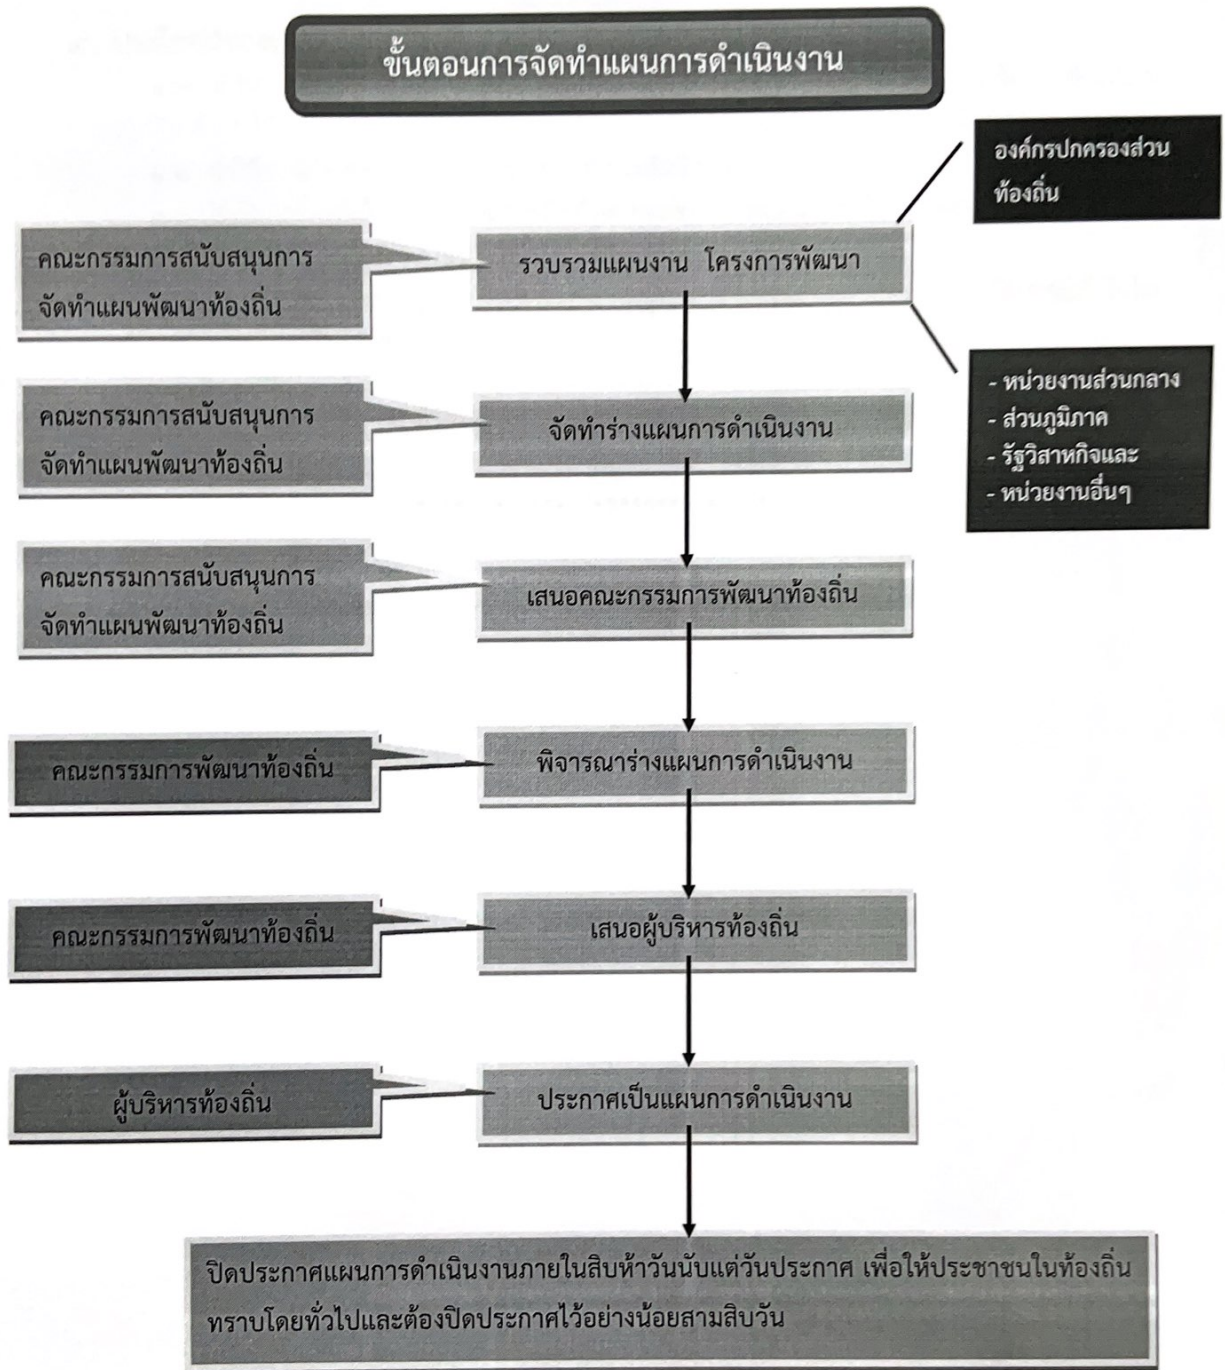 ขั้นตอนการจัดทำแผนการดำเนินงาน
องค์กรปกครองส่วน
ท้องถิ่น
คณะกรรมการสนับสนุนการ
จัดทำแผนพัฒนาท้องถิ่น
รวบรวมแผนงาน โครงการพัฒนา
- หน่วยงานส่วนกลาง
- ส่วนภูมิภาค
- รัฐวิสาหกิจและ
- หน่วยงานอื่นๆ
คณะกรรมการสนับสนุนการ
จัดทำแผนพัฒนาท้องถิ่น
จัดทำร่างแผนการดำเนินงาน
คณะกรรมการสนับสนุนการ
จัดทำแผนพัฒนาท้องถิ่น
เสนอคณะกรรมการพัฒนาท้องถิ่น
คณะกรรมการพัฒนาท้องถิ่น
พิจารณาร่างแผนการดำเนินงาน
คณะกรรมการพัฒนาท้องถิ่น
เสนอผู้บริหารท้องถิ่น
ผู้บริหารท้องถิ่น
ประกาศเป็นแผนการดำเนินงาน
ปิดประกาศแผนการดำเนินงานภายในสิบห้าวันนับแต่วันประกาศ เพื่อให้ประชาชนในท้องถิ่น
ทราบโดยทั่วไปและต้องปิดประกาศไว้อย่างน้อยสามสิบวัน